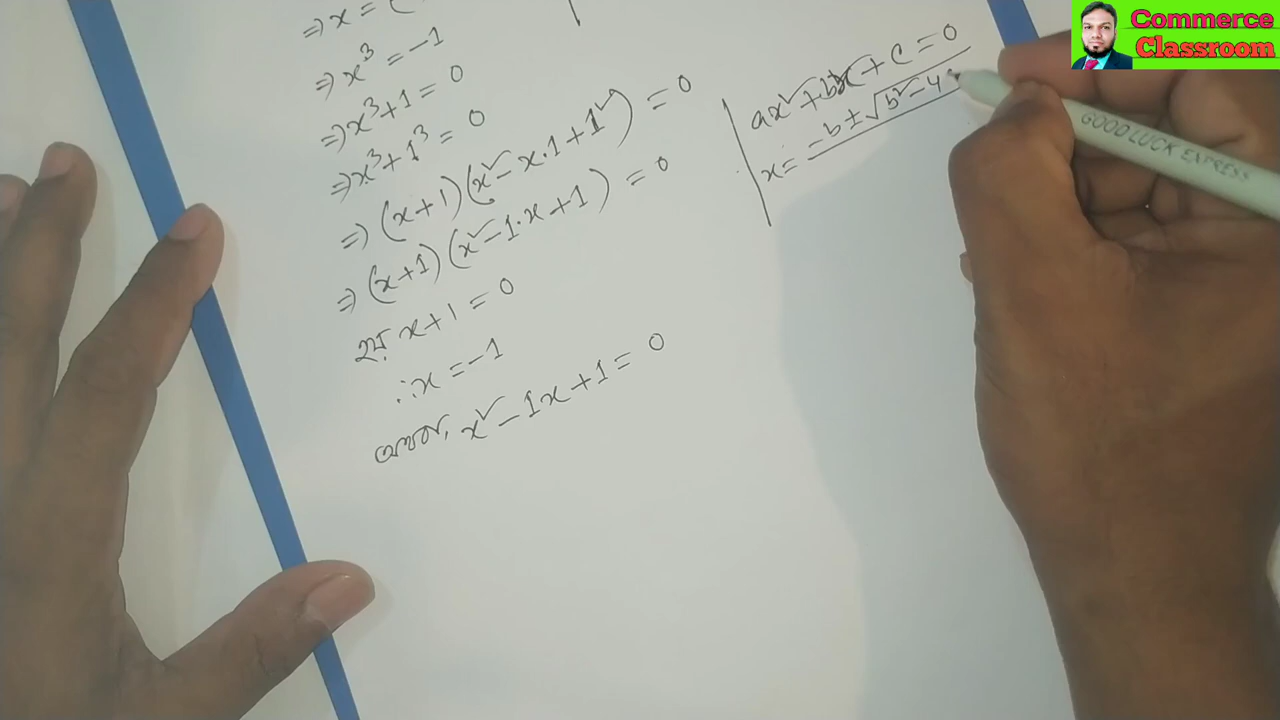 ⇒ x = (
⇒ x³ = -1
⇒ x³ + 1 = 0
⇒ x³ + 1³ = 0
⇒ (x + 1) (x² - x·1 + 1²) = 0
⇒ (x + 1) (x² - 1·x + 1) = 0
হয় x + 1 = 0
∴ x = -1
অথবা, x² - 1x + 1 = 0
ax² + bx + c = 0
x = -b ± √b² - 4
Commerce
Classroom
GOOD LUCK EXPRESS